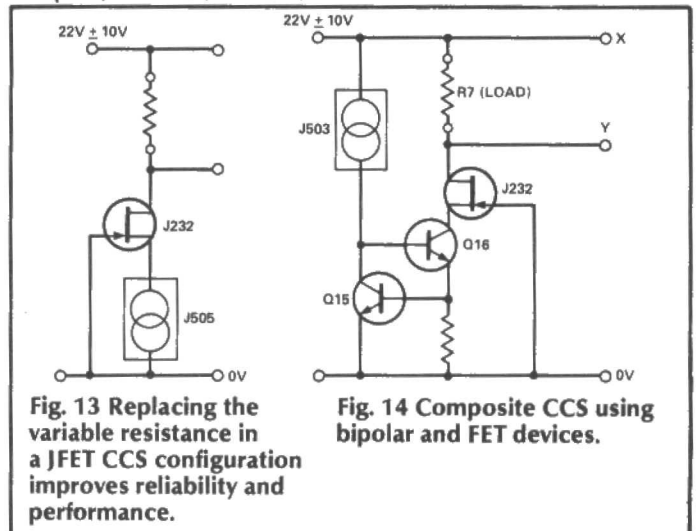 22V ± 10V
J232
J505
0V
Fig. 13 Replacing the
variable resistance in
a JFET CCS configuration
improves reliability and
performance.
22V ± 10V
X
R7 (LOAD)
J503
Y
J232
Q16
Q15
0V
Fig. 14 Composite CCS using
bipolar and FET devices.